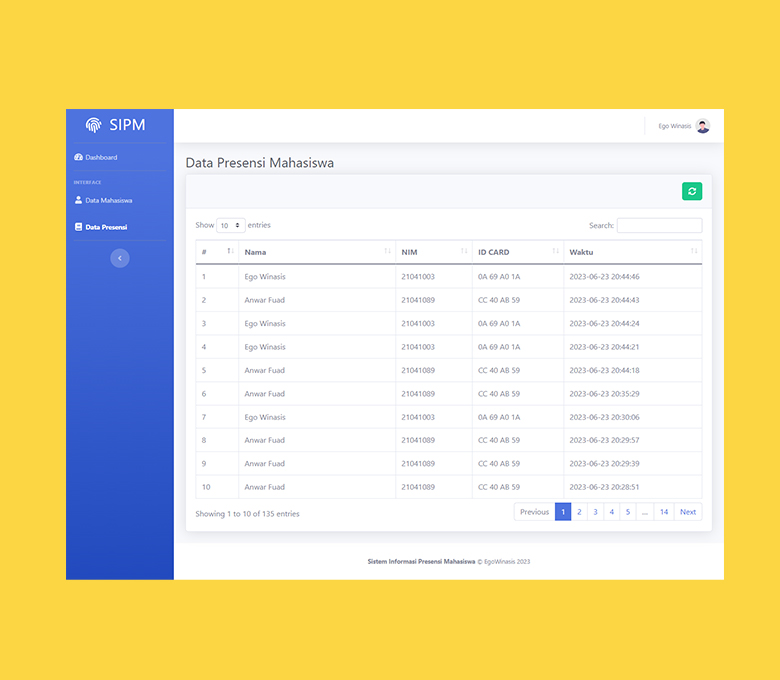 SIPM
Ego Winasis
Dashboard
INTERFACE
Data Mahasiswa
Data Presensi
Data Presensi Mahasiswa
Show 10 entries Search:
# Nama NIM ID CARD Waktu
1 Ego Winasis 21041003 0A 69 A0 1A 2023-06-23 20:44:46
2 Anwar Fuad 21041089 CC 40 AB 59 2023-06-23 20:44:43
3 Ego Winasis 21041003 0A 69 A0 1A 2023-06-23 20:44:24
4 Ego Winasis 21041003 0A 69 A0 1A 2023-06-23 20:44:21
5 Anwar Fuad 21041089 CC 40 AB 59 2023-06-23 20:44:18
6 Anwar Fuad 21041089 CC 40 AB 59 2023-06-23 20:35:29
7 Ego Winasis 21041003 0A 69 A0 1A 2023-06-23 20:30:06
8 Anwar Fuad 21041089 CC 40 AB 59 2023-06-23 20:29:57
9 Anwar Fuad 21041089 CC 40 AB 59 2023-06-23 20:29:39
10 Anwar Fuad 21041089 CC 40 AB 59 2023-06-23 20:28:51
Showing 1 to 10 of 135 entries Previous 1 2 3 4 5 ... 14 Next
Sistem Informasi Presensi Mahasiswa © EgoWinasis 2023